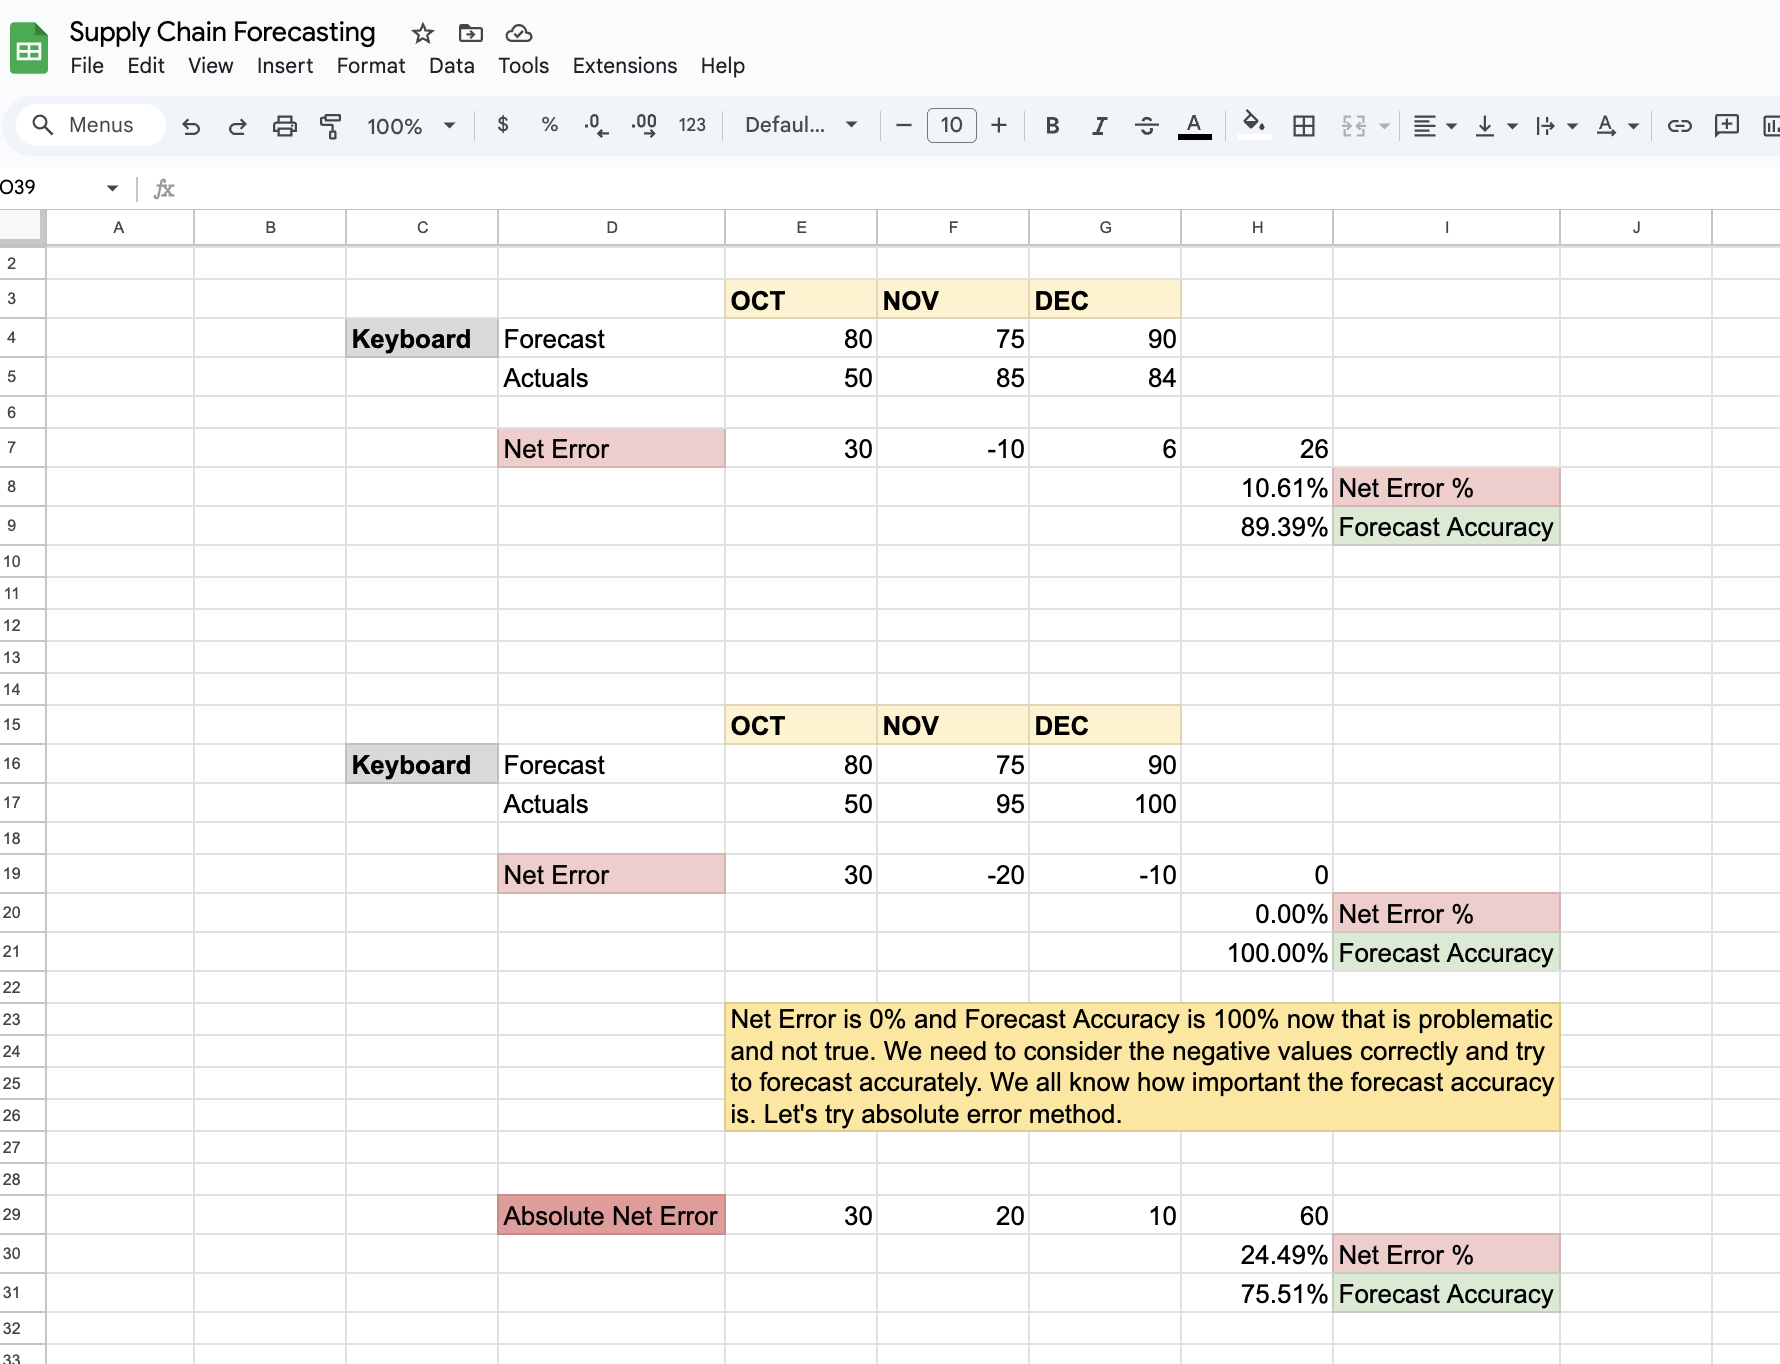 Supply Chain Forecasting
File Edit View Insert Format Data Tools Extensions Help
Menus 100% $ % .0 .00 123 Defaul... 10 B I A A
O39 fx
A B C D E F G H I J
2
3 OCT NOV DEC
4 Keyboard Forecast 80 75 90
5 Actuals 50 85 84
6
7 Net Error 30 -10 6 26
8 10.61% Net Error %
9 89.39% Forecast Accuracy
10
11
12
13
14
15 OCT NOV DEC
16 Keyboard Forecast 80 75 90
17 Actuals 50 95 100
18
19 Net Error 30 -20 -10 0
20 0.00% Net Error %
21 100.00% Forecast Accuracy
22
23 Net Error is 0% and Forecast Accuracy is 100% now that is problematic
24 and not true. We need to consider the negative values correctly and try
25 to forecast accurately. We all know how important the forecast accuracy
26 is. Let's try absolute error method.
27
28
29 Absolute Net Error 30 20 10 60
30 24.49% Net Error %
31 75.51% Forecast Accuracy
32
33